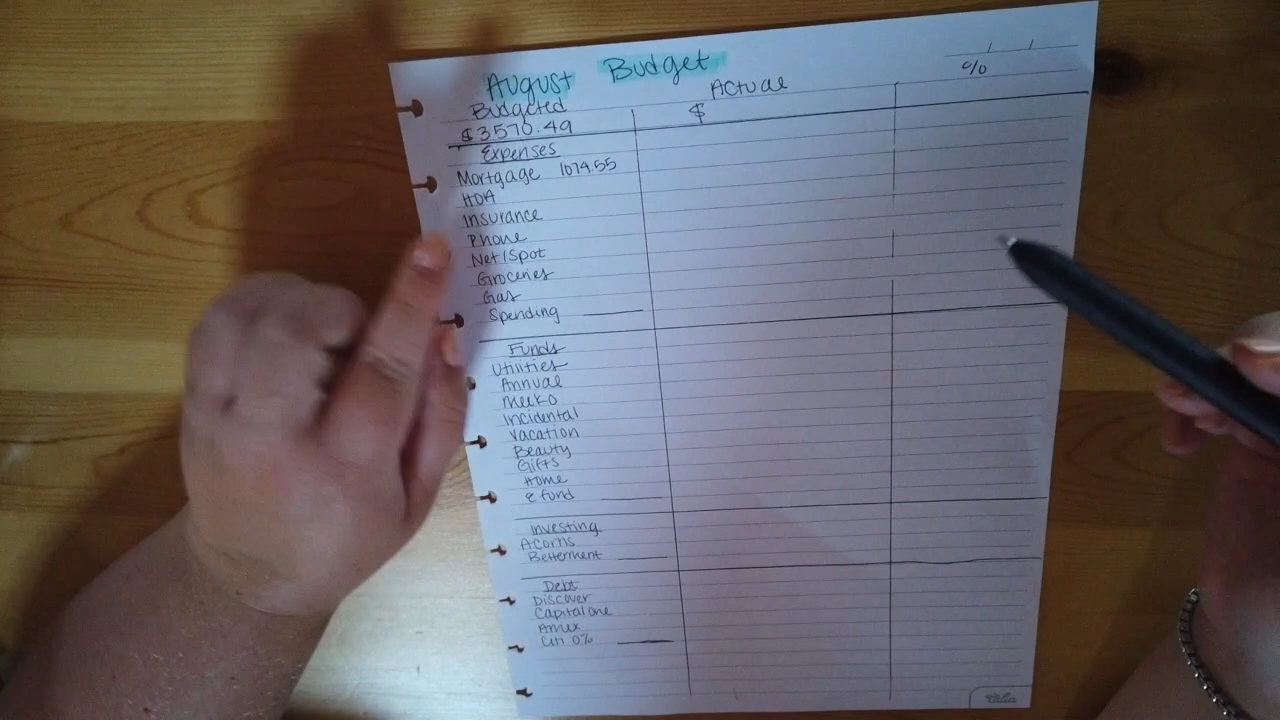 August Budget
Budgeted Actual %
$3570.49 $
Expenses
Mortgage 1079.55
HOA
Insurance
Phone
Net/Spot
Groceries
Gas
Spending
Funds
Utilities
Annual
Meeko
Incidental
Vacation
Beauty
Gifts
Home
E fund
Investing
Acorns
Betterment
Debt
Discover
Capital one
Amex
Citi 0%